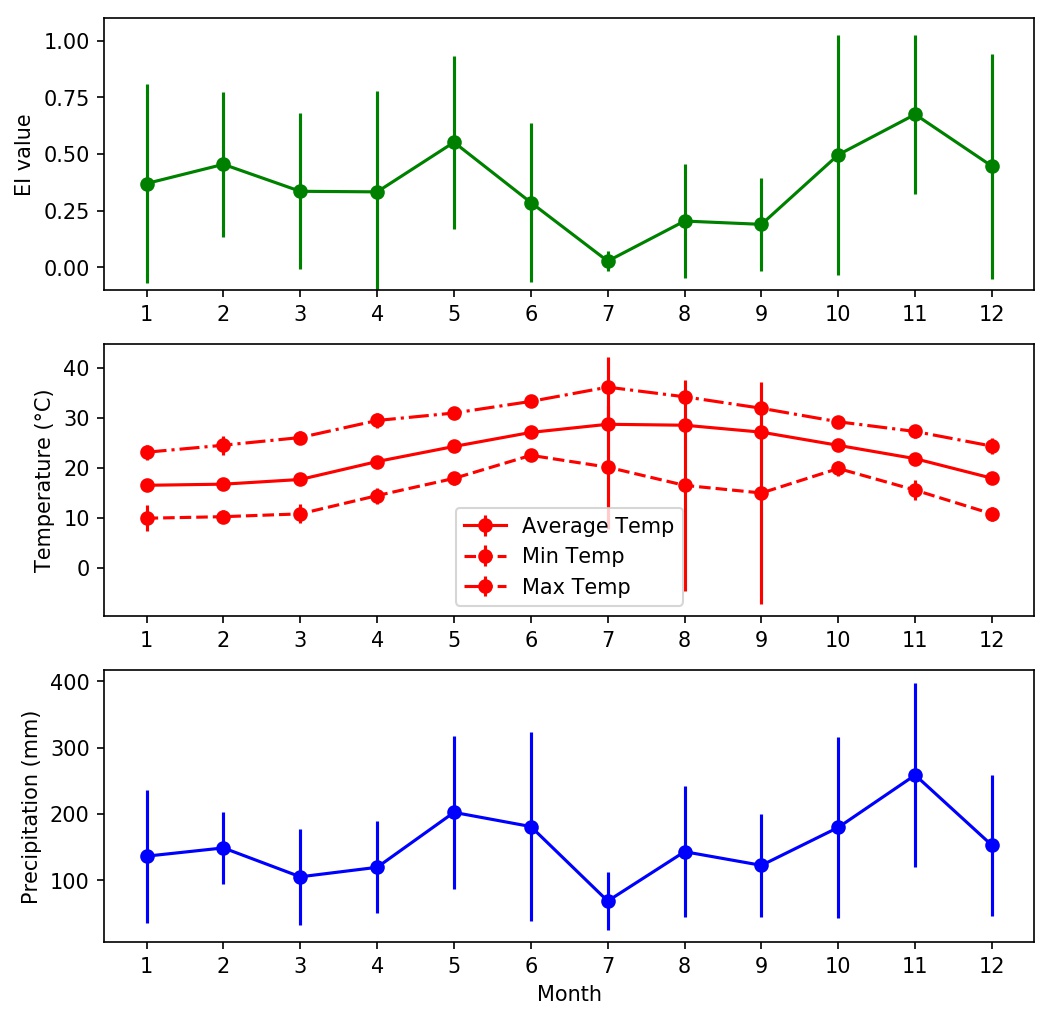 1.00
0.75
0.50
0.25
0.00
EI value
1 2 3 4 5 6 7 8 9 10 11 12
40
30
20
10
0
Temperature (°C)
Average Temp
Min Temp
Max Temp
1 2 3 4 5 6 7 8 9 10 11 12
400
300
200
100
Precipitation (mm)
1 2 3 4 5 6 7 8 9 10 11 12
Month